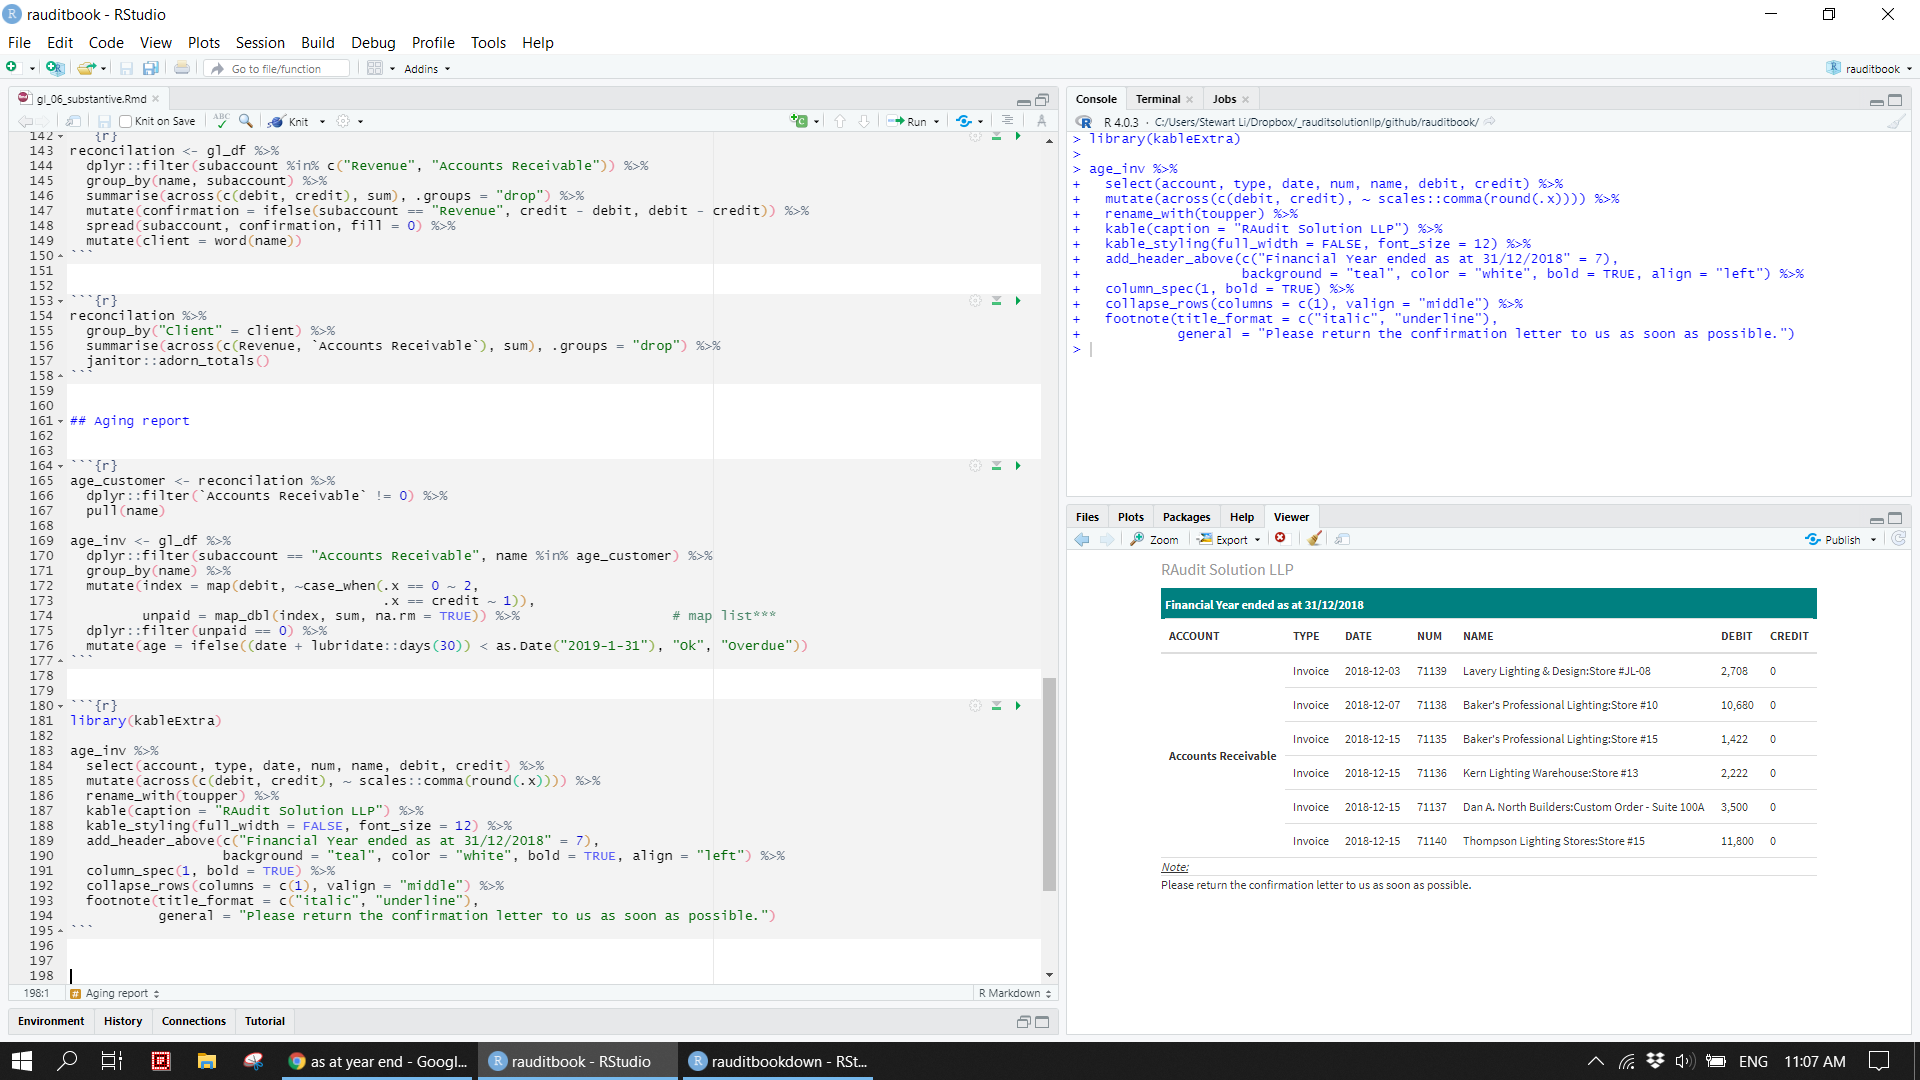 rauditbook - RStudio
File Edit Code View Plots Session Build Debug Profile Tools Help
Go to file/function Addins rauditbook
gl_06_substantive.Rmd
Knit on Save ABC Knit Run
142 {r}
143 reconcilation <- gl_df %>%
144 dplyr::filter(subaccount %in% c("Revenue", "Accounts Receivable")) %>%
145 group_by(name, subaccount) %>%
146 summarise(across(c(debit, credit), sum), .groups = "drop") %>%
147 mutate(confirmation = ifelse(subaccount == "Revenue", credit - debit, debit - credit)) %>%
148 spread(subaccount, confirmation, fill = 0) %>%
149 mutate(client = word(name))
150 ```
151
152
153 ```{r}
154 reconcilation %>%
155 group_by("Client" = client) %>%
156 summarise(across(c(Revenue, `Accounts Receivable`), sum), .groups = "drop") %>%
157 janitor::adorn_totals()
158 ```
159
160
161 ## Aging report
162
163
164 ```{r}
165 age_customer <- reconcilation %>%
166 dplyr::filter(`Accounts Receivable` != 0) %>%
167 pull(name)
168
169 age_inv <- gl_df %>%
170 dplyr::filter(subaccount == "Accounts Receivable", name %in% age_customer) %>%
171 group_by(name) %>%
172 mutate(index = map(debit, ~case_when(.x == 0 ~ 2,
173 .x == credit ~ 1)),
174 unpaid = map_dbl(index, sum, na.rm = TRUE)) %>% # map list***
175 dplyr::filter(unpaid == 0) %>%
176 mutate(age = ifelse((date + lubridate::days(30)) < as.Date("2019-1-31"), "Ok", "Overdue"))
177 ```
178
179
180 ```{r}
181 library(kableExtra)
182
183 age_inv %>%
184 select(account, type, date, num, name, debit, credit) %>%
185 mutate(across(c(debit, credit), ~ scales::comma(round(.x)))) %>%
186 rename_with(toupper) %>%
187 kable(caption = "RAudit Solution LLP") %>%
188 kable_styling(full_width = FALSE, font_size = 12) %>%
189 add_header_above(c("Financial Year ended as at 31/12/2018" = 7),
190 background = "teal", color = "white", bold = TRUE, align = "left") %>%
191 column_spec(1, bold = TRUE) %>%
192 collapse_rows(columns = c(1), valign = "middle") %>%
193 footnote(title_format = c("italic", "underline"),
194 general = "Please return the confirmation letter to us as soon as possible.")
195 ```
196
197
198
198:1 # Aging report R Markdown
Environment History Connections Tutorial
Console Terminal Jobs
R 4.0.3 · C:/Users/Stewart Li/Dropbox/_rauditsolutionllp/github/rauditbook/
> library(kableExtra)
>
> age_inv %>%
+ select(account, type, date, num, name, debit, credit) %>%
+ mutate(across(c(debit, credit), ~ scales::comma(round(.x)))) %>%
+ rename_with(toupper) %>%
+ kable(caption = "RAudit Solution LLP") %>%
+ kable_styling(full_width = FALSE, font_size = 12) %>%
+ add_header_above(c("Financial Year ended as at 31/12/2018" = 7),
+ background = "teal", color = "white", bold = TRUE, align = "left") %>%
+ column_spec(1, bold = TRUE) %>%
+ collapse_rows(columns = c(1), valign = "middle") %>%
+ footnote(title_format = c("italic", "underline"),
+ general = "Please return the confirmation letter to us as soon as possible.")
>
Files Plots Packages Help Viewer
Zoom Export Publish
RAudit Solution LLP
Financial Year ended as at 31/12/2018
ACCOUNT TYPE DATE NUM NAME DEBIT CREDIT
Invoice 2018-12-03 71139 Lavery Lighting & Design:Store #JL-08 2,708 0
Invoice 2018-12-07 71138 Baker's Professional Lighting:Store #10 10,680 0
Invoice 2018-12-15 71135 Baker's Professional Lighting:Store #15 1,422 0
Accounts Receivable
Invoice 2018-12-15 71136 Kern Lighting Warehouse:Store #13 2,222 0
Invoice 2018-12-15 71137 Dan A. North Builders:Custom Order - Suite 100A 3,500 0
Invoice 2018-12-15 71140 Thompson Lighting Stores:Store #15 11,800 0
Note:
Please return the confirmation letter to us as soon as possible.
as at year end - Googl... rauditbook - RStudio rauditbookdown - RSt... ENG 11:07 AM